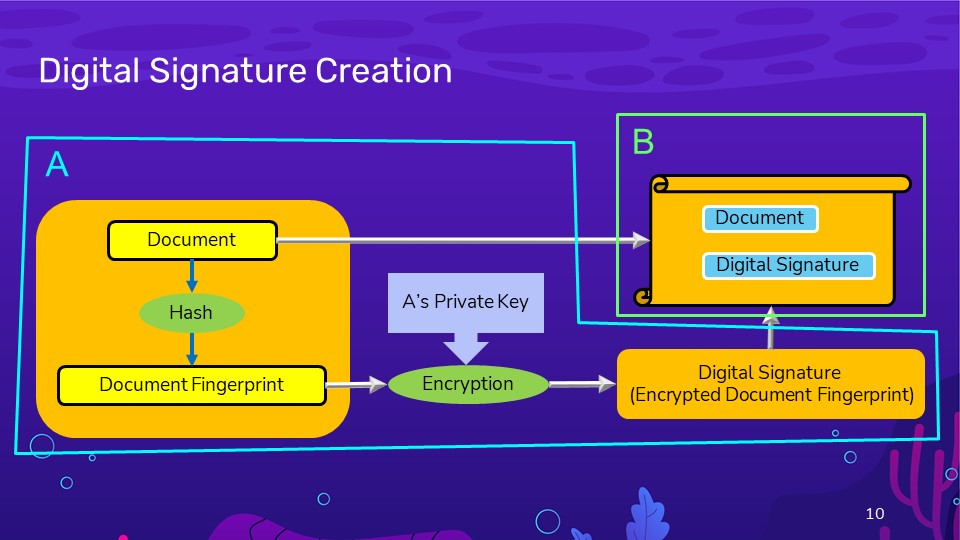 Digital Signature Creation
A
B
Document
Document
Digital Signature
Hash
A's Private Key
Document Fingerprint
Encryption
Digital Signature
(Encrypted Document Fingerprint)
10